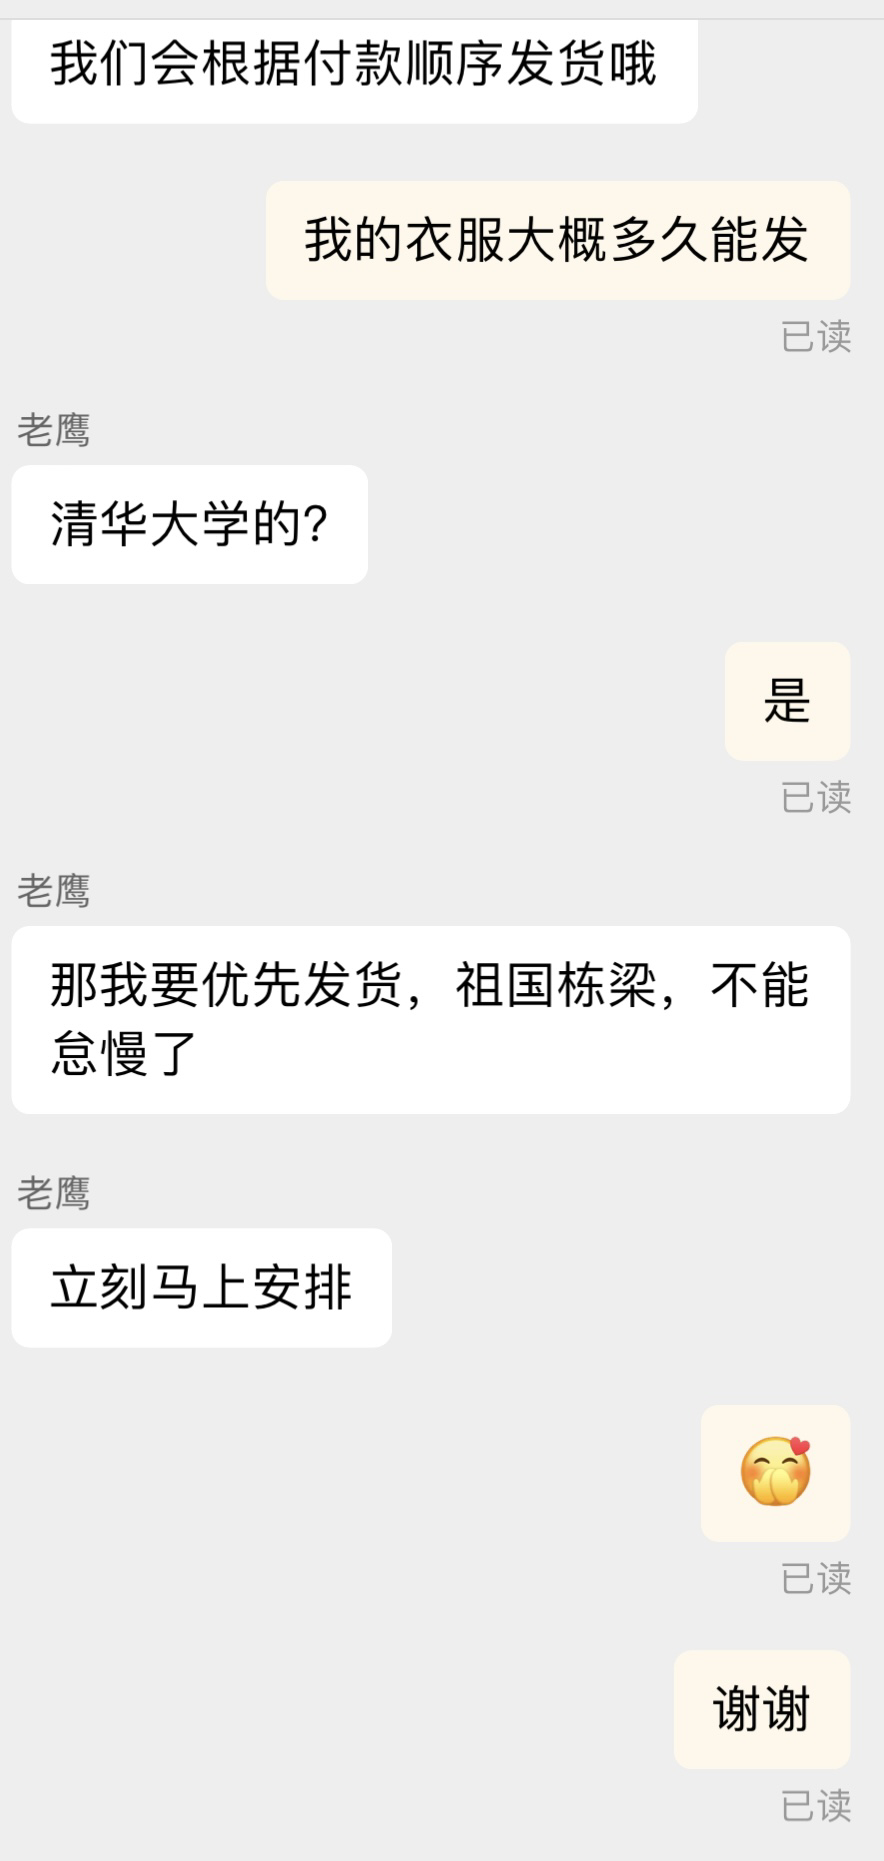 我们会根据付款顺序发货哦
我的衣服大概多久能发
已读
老鹰
清华大学的?
是
已读
老鹰
那我要优先发货，祖国栋梁，不能
怠慢了
老鹰
立刻马上安排
已读
谢谢
已读